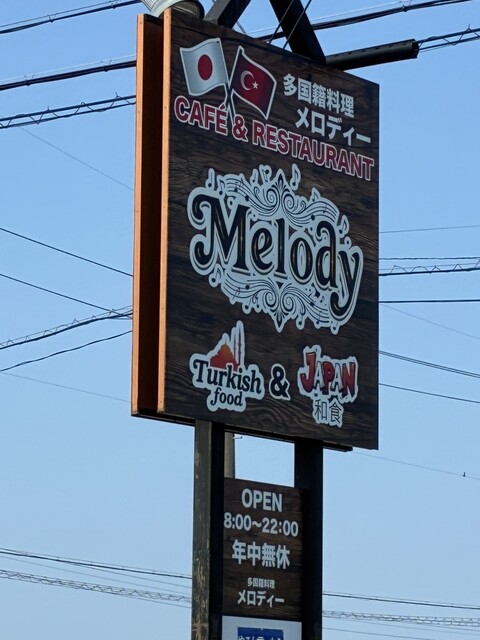 多国籍料理
メロディー
CAFÉ & RESTAURANT
Melody
Turkish food & JAPAN 和食
OPEN
8:00~22:00
年中無休
多国籍料理
メロディー